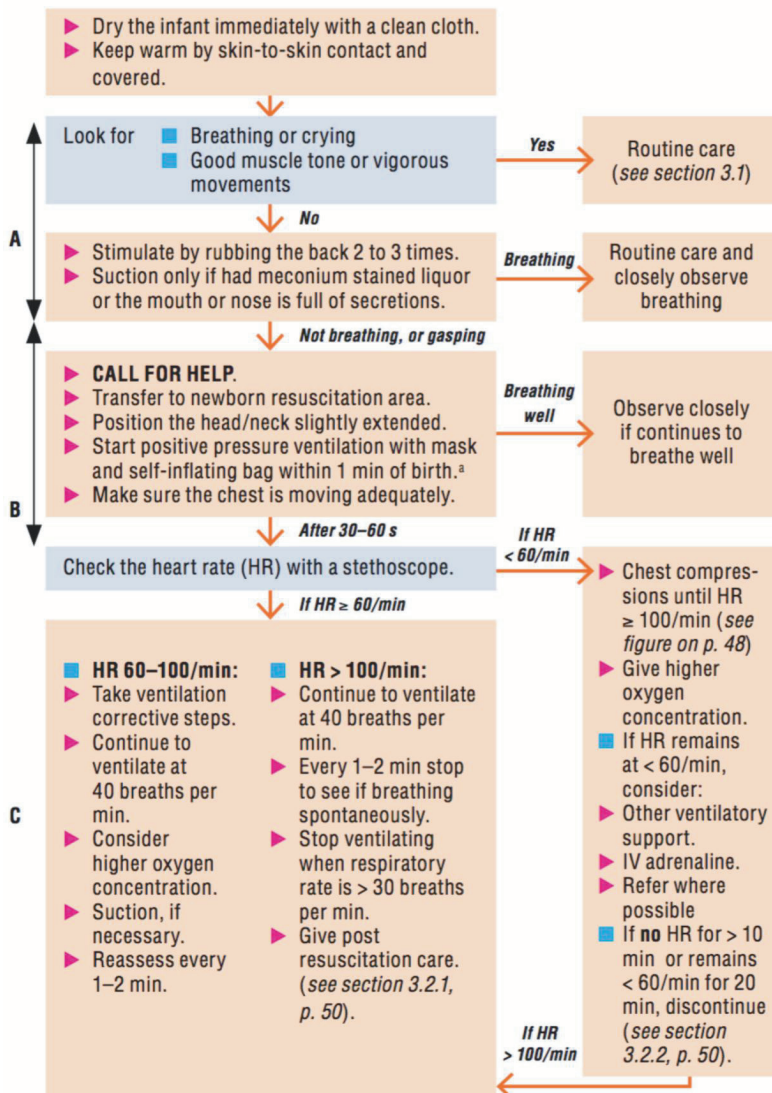 ▶ Dry the infant immediately with a clean cloth.
▶ Keep warm by skin-to-skin contact and
covered.
A
Look for
■ Breathing or crying
■ Good muscle tone or vigorous
movements
Yes
Routine care
(see section 3.1)
No
▶ Stimulate by rubbing the back 2 to 3 times.
▶ Suction only if had meconium stained liquor
or the mouth or nose is full of secretions.
Breathing
Routine care and
closely observe
breathing
Not breathing, or gasping
B
▶ CALL FOR HELP.
▶ Transfer to newborn resuscitation area.
▶ Position the head/neck slightly extended.
▶ Start positive pressure ventilation with mask
and self-inflating bag within 1 min of birth.ᵃ
▶ Make sure the chest is moving adequately.
Breathing
well
Observe closely
if continues to
breathe well
After 30–60 s
Check the heart rate (HR) with a stethoscope.
If HR
< 60/min
If HR ≥ 60/min
C
■ HR 60–100/min:
▶ Take ventilation
corrective steps.
▶ Continue to
ventilate at
40 breaths per
min.
▶ Consider
higher oxygen
concentration.
▶ Suction, if
necessary.
▶ Reassess every
1–2 min.
■ HR > 100/min:
▶ Continue to ventilate
at 40 breaths per
min.
▶ Every 1–2 min stop
to see if breathing
spontaneously.
▶ Stop ventilating
when respiratory
rate is > 30 breaths
per min.
▶ Give post
resuscitation care.
(see section 3.2.1,
p. 50).
▶ Chest compres-
sions until HR
≥ 100/min (see
figure on p. 48)
▶ Give higher
oxygen
concentration.
■ If HR remains
at < 60/min,
consider:
▶ Other ventilatory
support.
▶ IV adrenaline.
▶ Refer where
possible
■ If no HR for > 10
min or remains
< 60/min for 20
min, discontinue
(see section
3.2.2, p. 50).
If HR
> 100/min